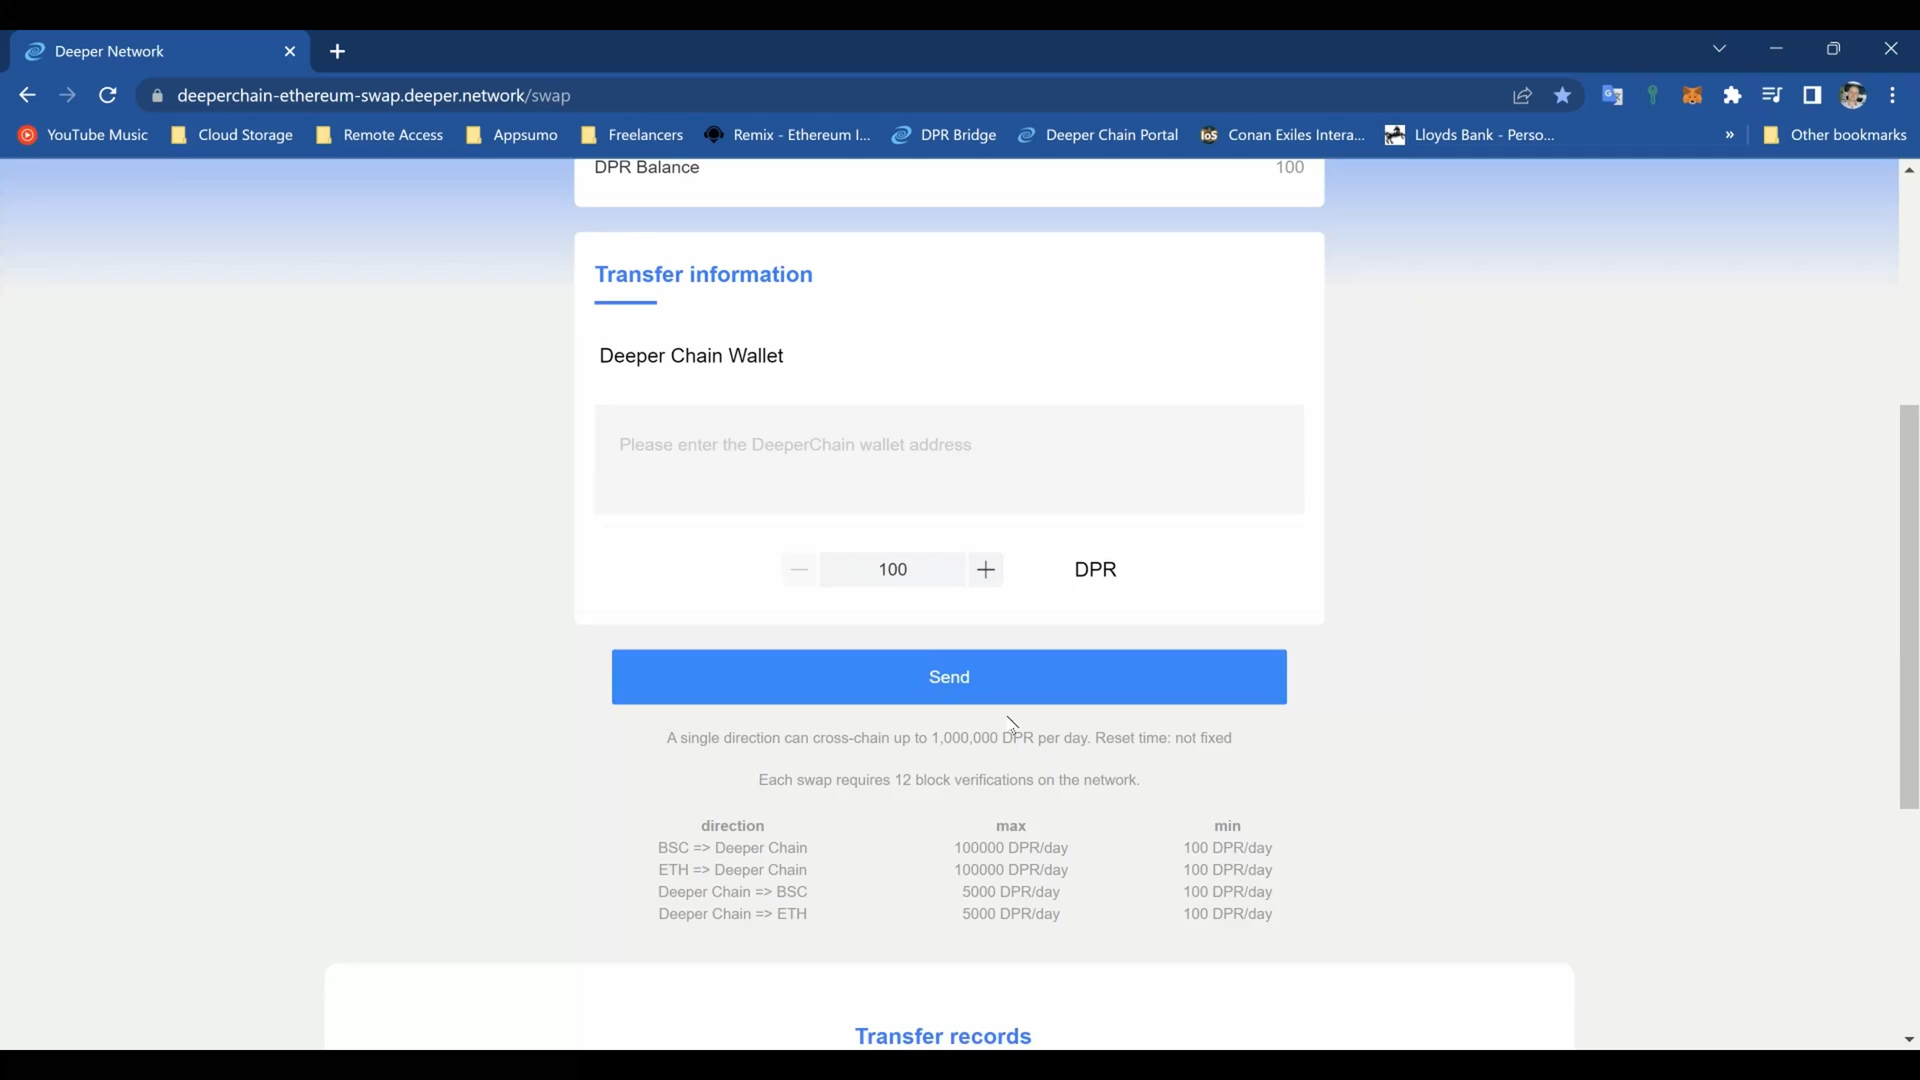 Deeper Network
deeperchain-ethereum-swap.deeper.network/swap
YouTube Music
Cloud Storage
Remote Access
Appsumo
Freelancers
Remix - Ethereum I...
DPR Bridge
Deeper Chain Portal
IoS
Conan Exiles Intera...
Lloyds Bank - Perso...
»
Other bookmarks
DPR Balance 100
Transfer information
Deeper Chain Wallet
Please enter the DeeperChain wallet address
— 100 + DPR
Send
A single direction can cross-chain up to 1,000,000 DPR per day. Reset time: not fixed
Each swap requires 12 block verifications on the network.
direction max min
BSC => Deeper Chain 100000 DPR/day 100 DPR/day
ETH => Deeper Chain 100000 DPR/day 100 DPR/day
Deeper Chain => BSC 5000 DPR/day 100 DPR/day
Deeper Chain => ETH 5000 DPR/day 100 DPR/day
Transfer records